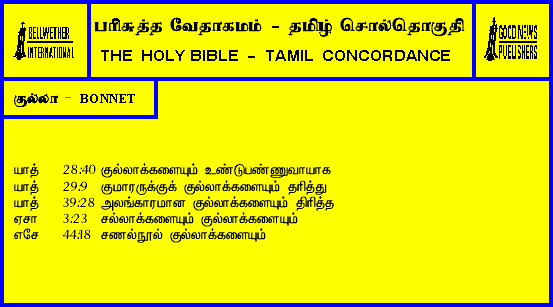 BELLWETHER
INTERNATIONAL
பரிசுத்த வேதாகமம் - தமிழ் சொல்தொகுதி
THE HOLY BIBLE - TAMIL CONCORDANCE
GOOD NEWS
PUBLISHERS
குல்லா - BONNET
யாத் 28:40 குல்லாக்களையும் உண்டுபண்ணுவாயாக
யாத் 29:9 குமாரருக்குக் குல்லாக்களையும் தரித்து
யாத் 39:28 அலங்காரமான குல்லாக்களையும் திரித்த
ஏசா 3:23 சல்லாக்களையும் குல்லாக்களையும்
எசே 44:18 சணல்நூல் குல்லாக்களையும்